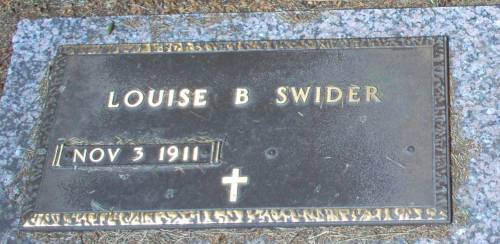 LOUISE B SWIDER
NOV 3 1911